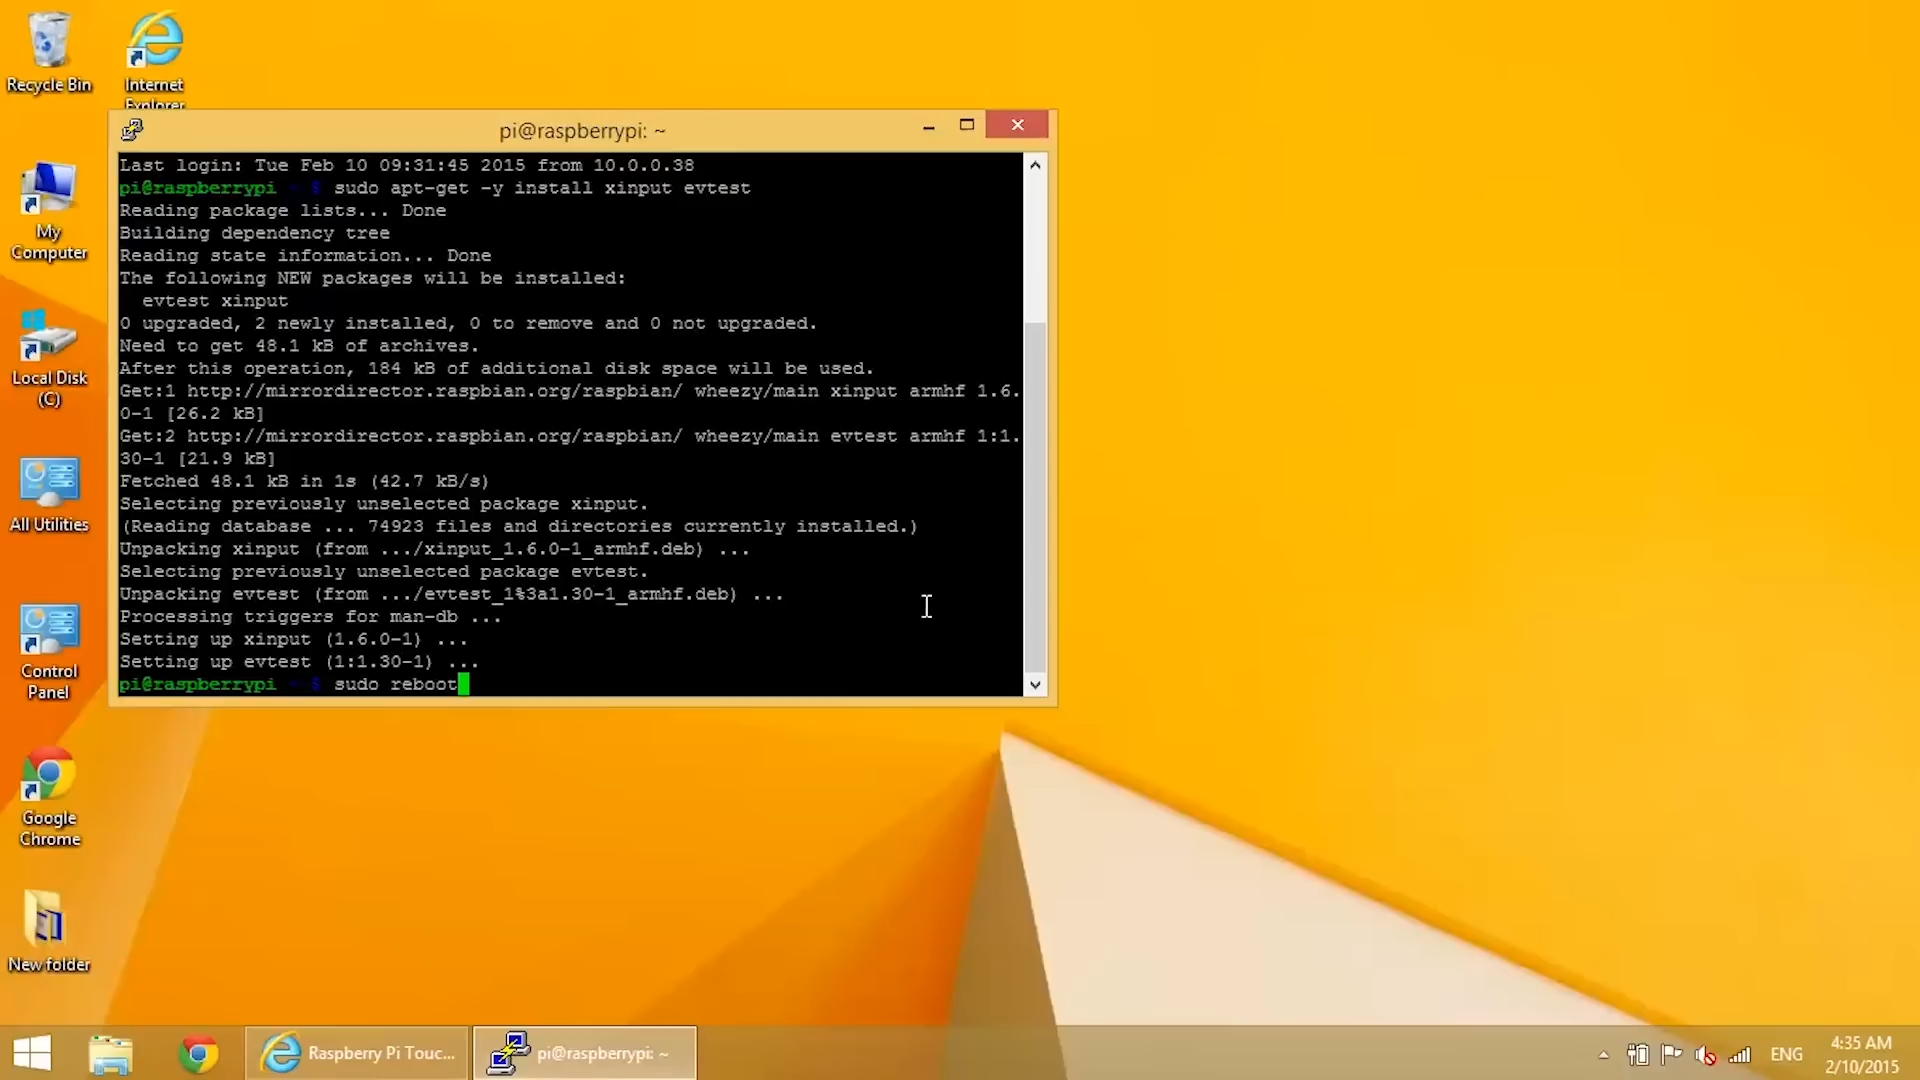 Recycle Bin
Internet
Explorer
My
Computer
Local Disk
(C)
All Utilities
Control
Panel
Google
Chrome
New folder
pi@raspberrypi: ~
Last login: Tue Feb 10 09:31:45 2015 from 10.0.0.38
pi@raspberrypi ~ $ sudo apt-get -y install xinput evtest
Reading package lists... Done
Building dependency tree
Reading state information... Done
The following NEW packages will be installed:
evtest xinput
0 upgraded, 2 newly installed, 0 to remove and 0 not upgraded.
Need to get 48.1 kB of archives.
After this operation, 184 kB of additional disk space will be used.
Get:1 http://mirrordirector.raspbian.org/raspbian/ wheezy/main xinput armhf 1.6.
0-1 [26.2 kB]
Get:2 http://mirrordirector.raspbian.org/raspbian/ wheezy/main evtest armhf 1:1.
30-1 [21.9 kB]
Fetched 48.1 kB in 1s (42.7 kB/s)
Selecting previously unselected package xinput.
(Reading database ... 74923 files and directories currently installed.)
Unpacking xinput (from .../xinput_1.6.0-1_armhf.deb) ...
Selecting previously unselected package evtest.
Unpacking evtest (from .../evtest_1%3a1.30-1_armhf.deb) ...
Processing triggers for man-db ...
Setting up xinput (1.6.0-1) ...
Setting up evtest (1:1.30-1) ...
pi@raspberrypi ~ $ sudo reboot
Raspberry Pi Touc...
pi@raspberrypi: ~
ENG
4:35 AM
2/10/2015